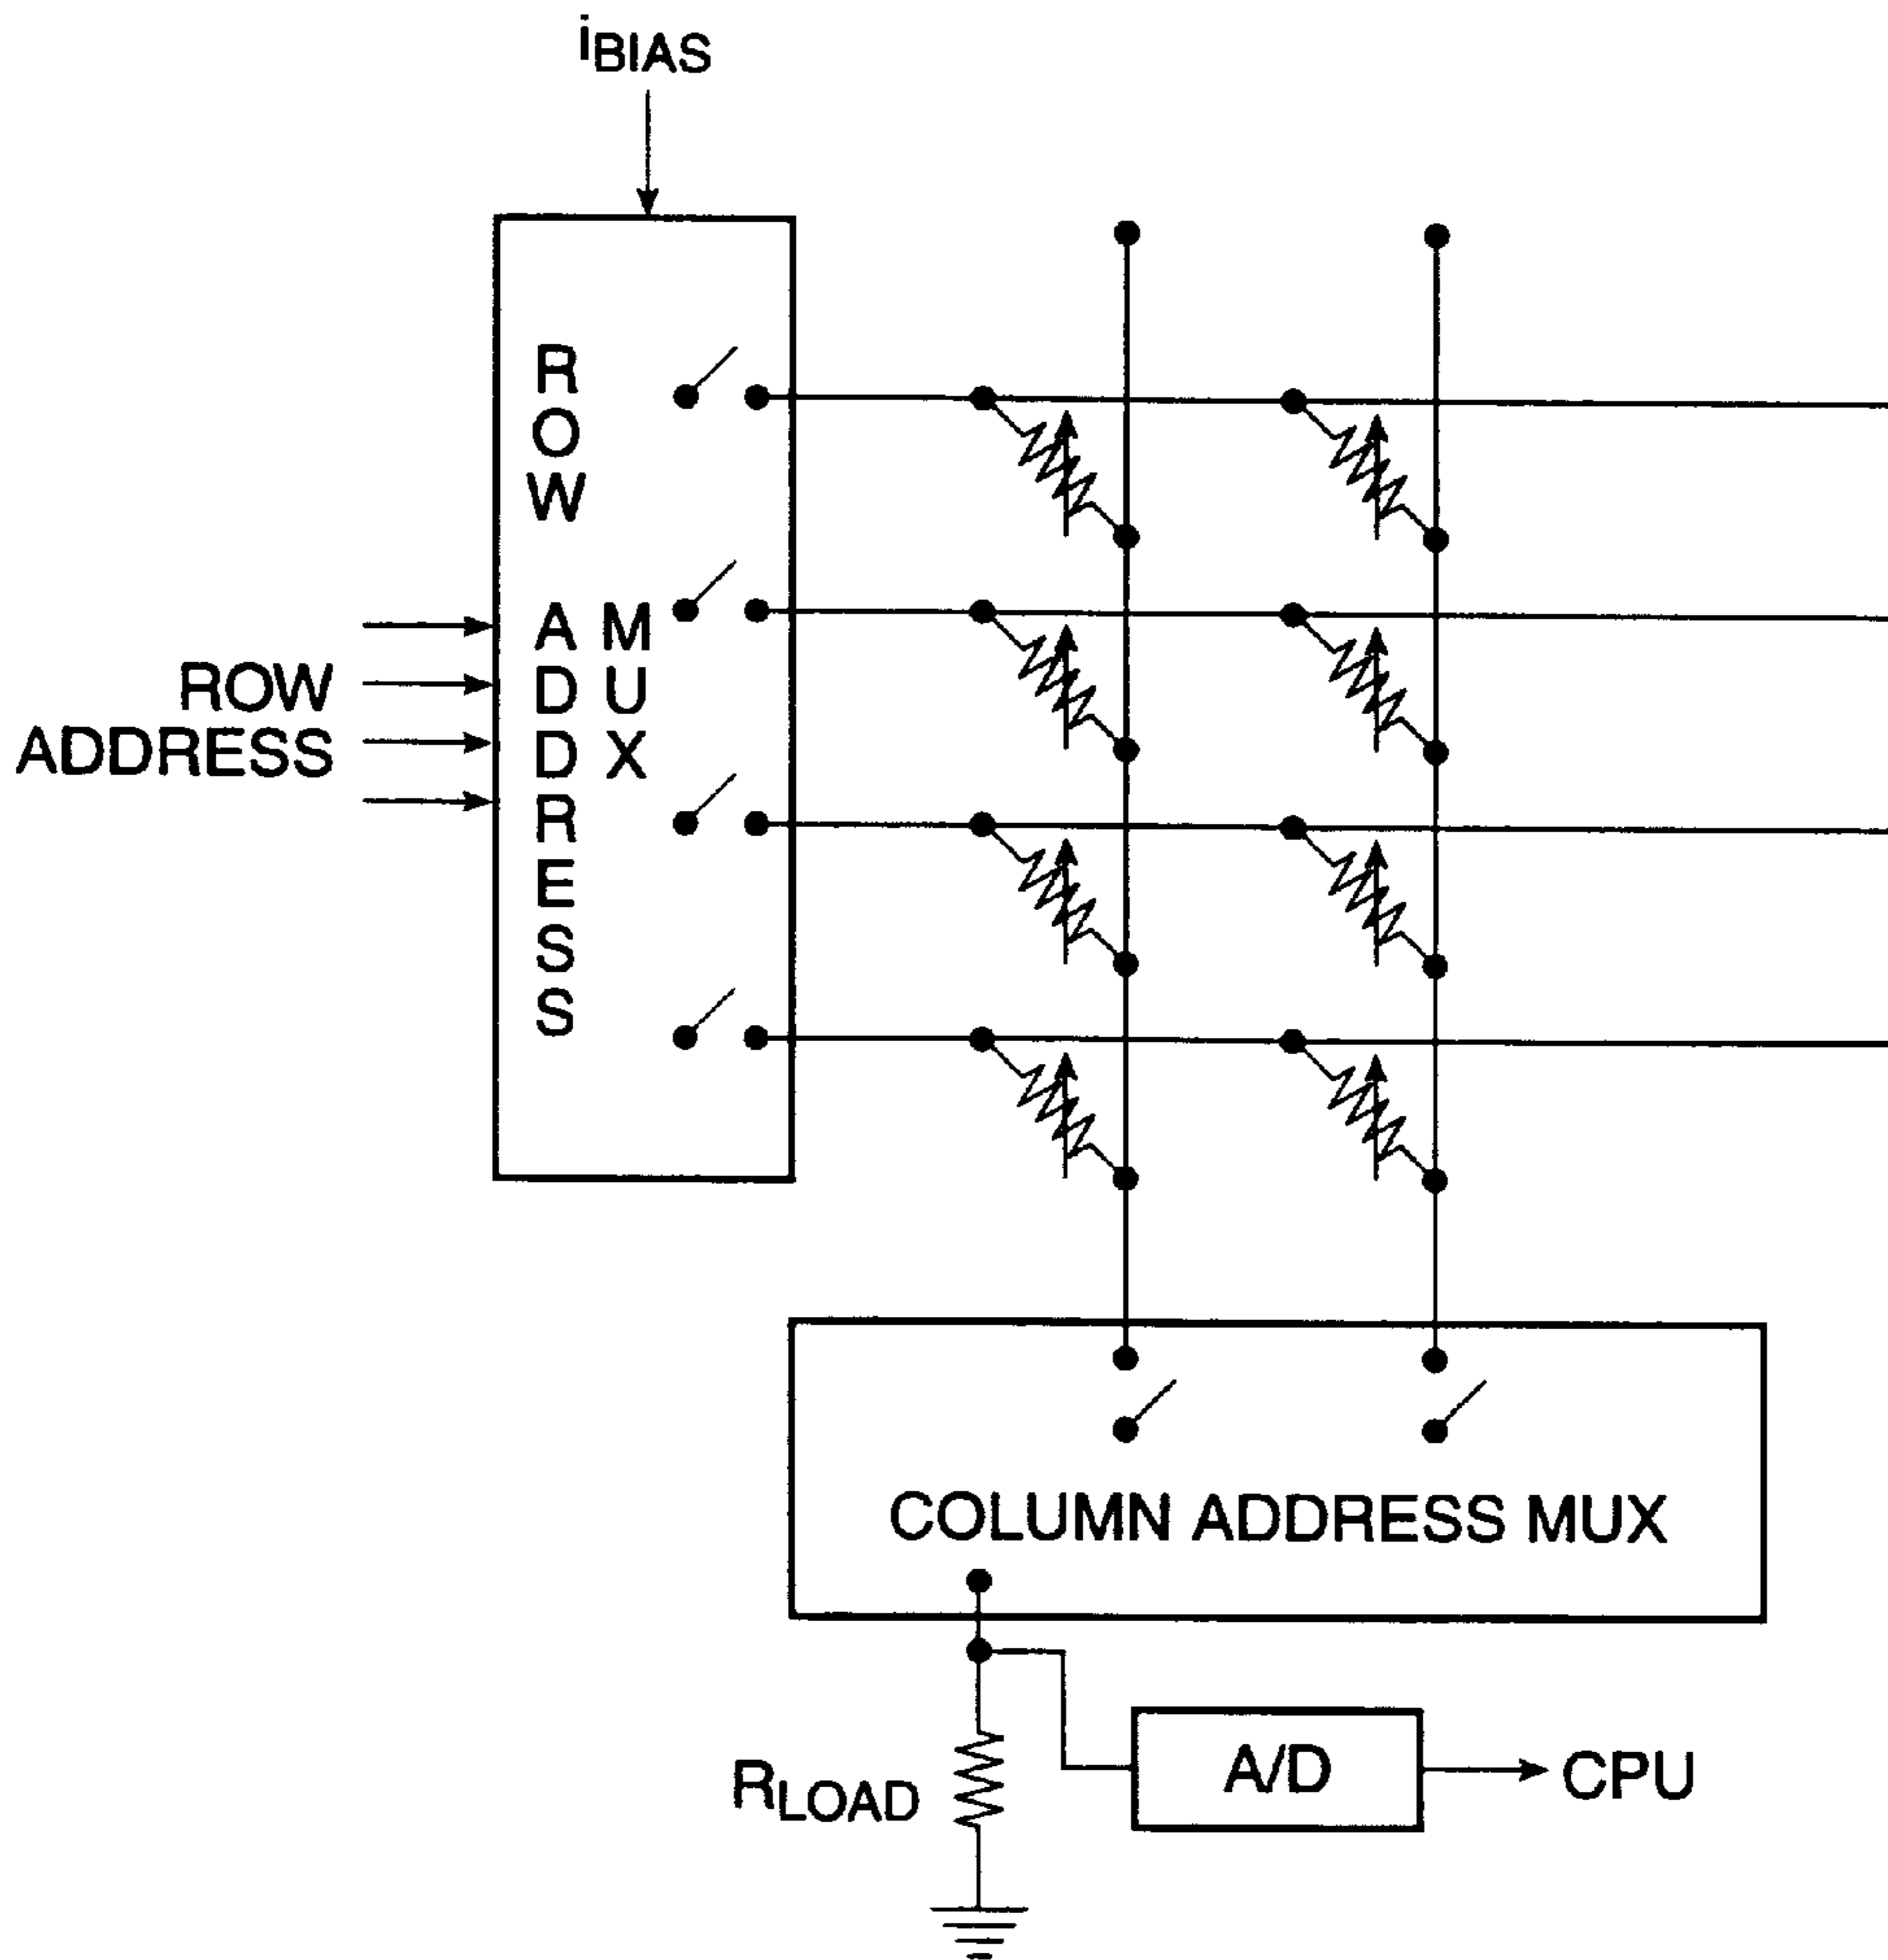 iBIAS
ROW
ADDRESS
ROW ADDRESS
MUX
COLUMN ADDRESS MUX
RLOAD
A/D
CPU